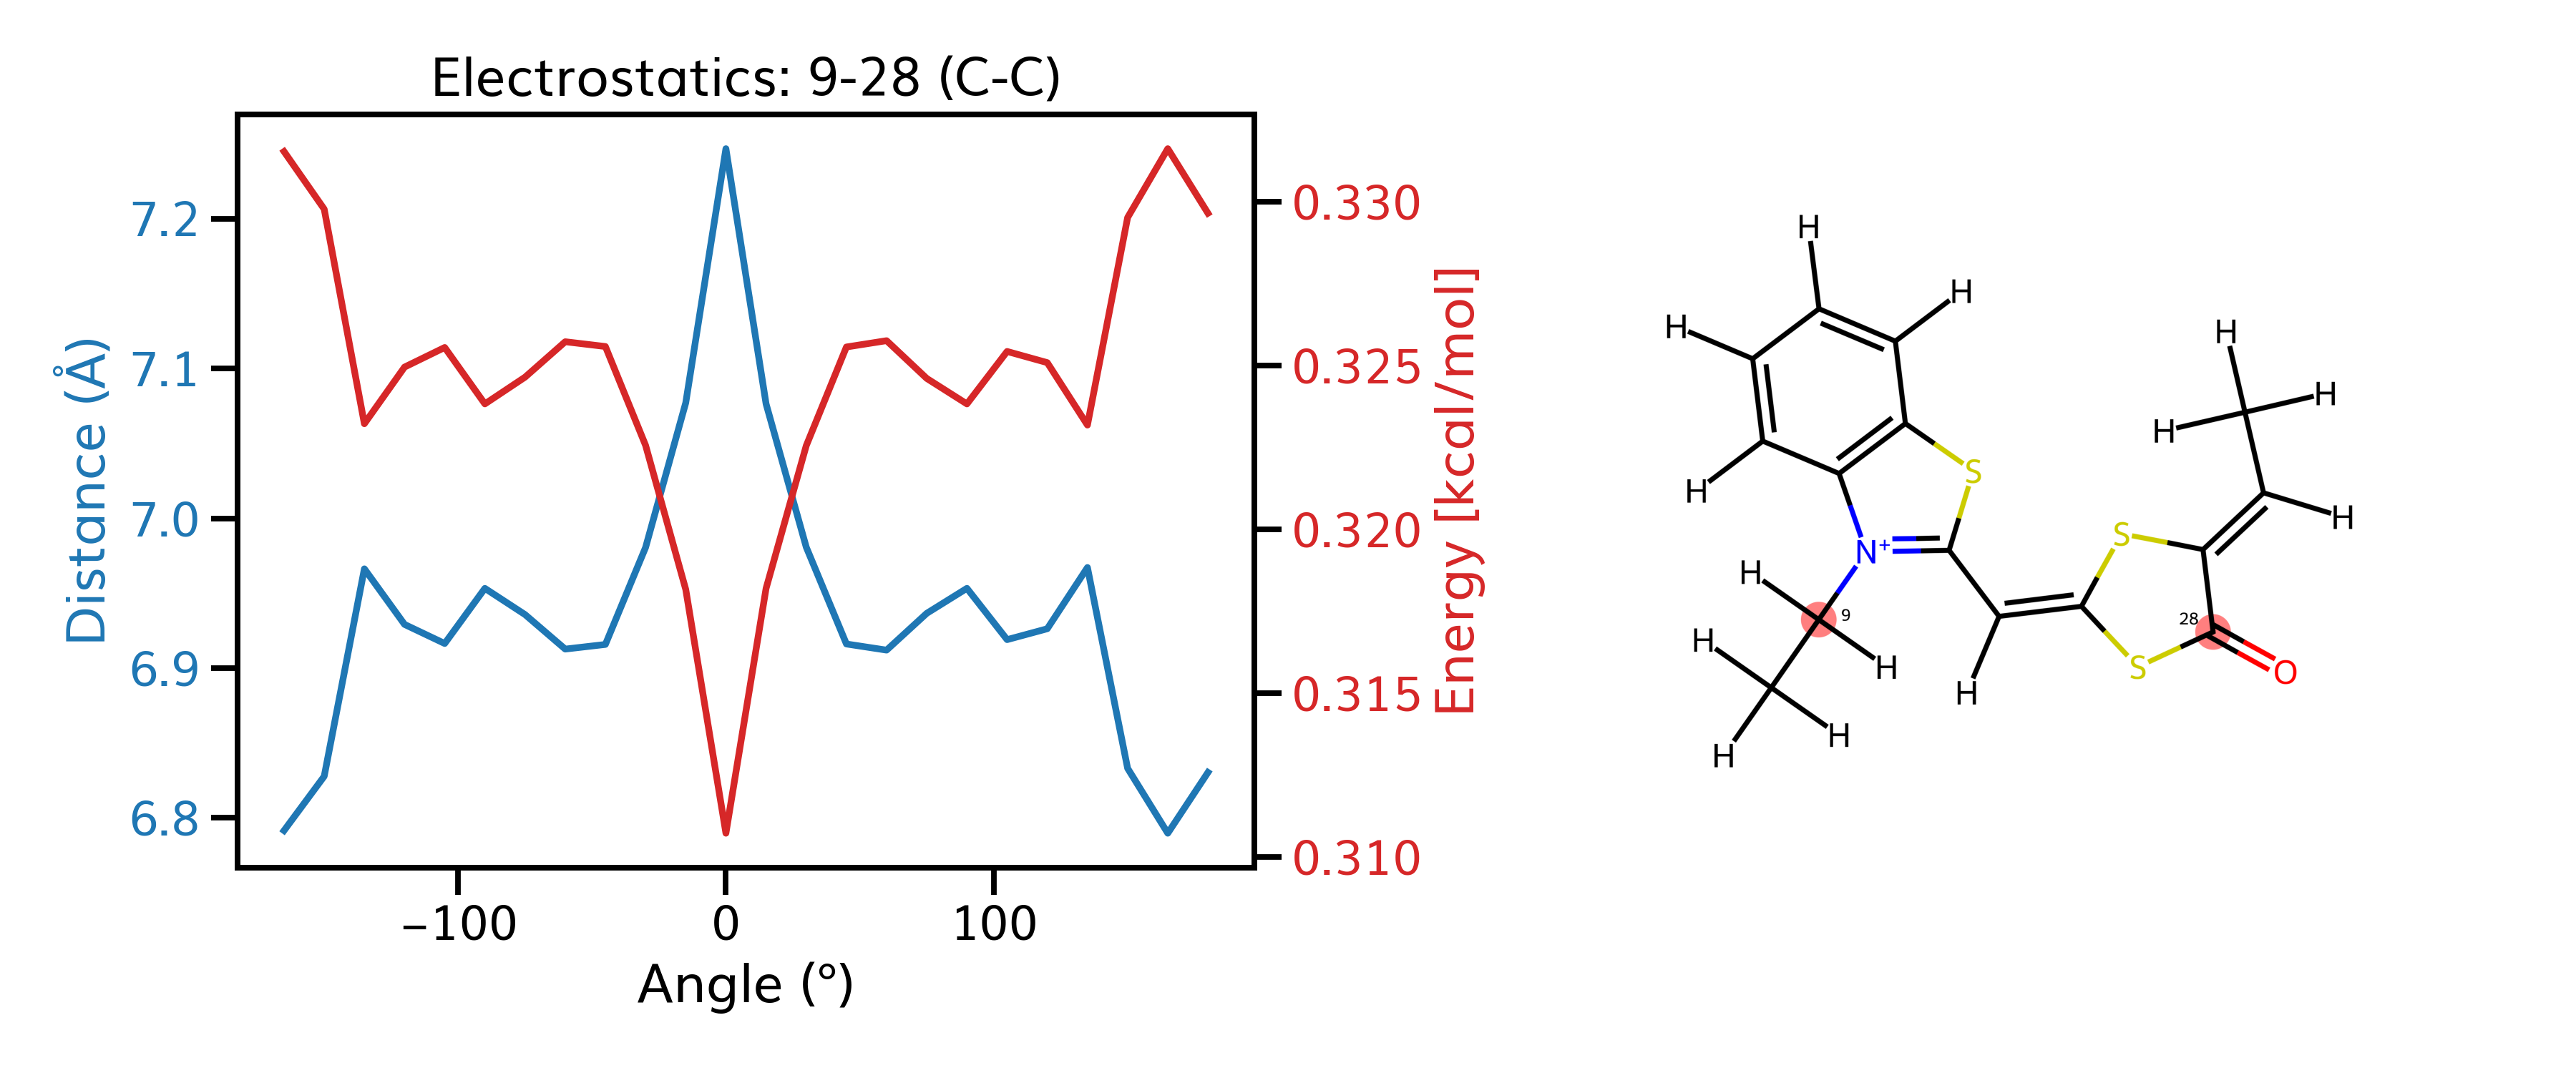 Electrostatics: 9-28 (C-C)
7.2
7.1
7.0
6.9
6.8
Distance (Å)
0.330
0.325
0.320
0.315
0.310
Energy [kcal/mol]
−100
0
100
Angle (°)
H
H
H
H
H
H
H
S
H
H
S
N⁺
H
9
28
H
H
S
O
H
H
H